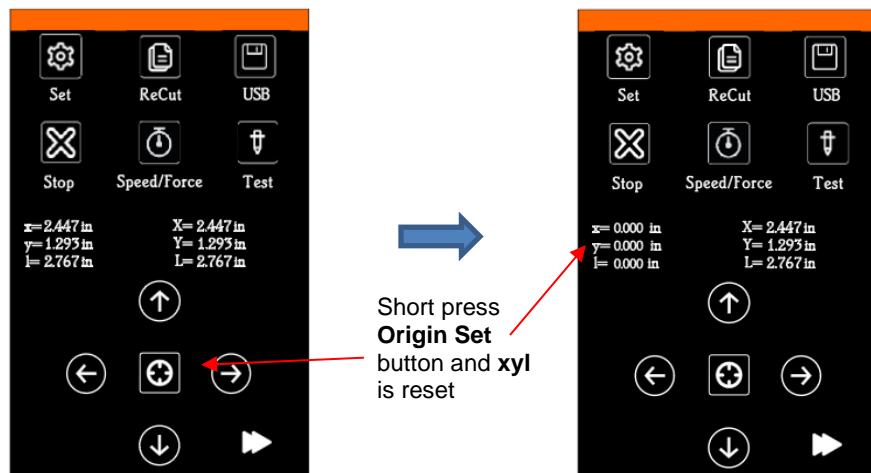 Set ReCut USB
Stop Speed/Force Test
x= 2.447 in X= 2.447 in
y= 1.293 in Y= 1.293 in
l= 2.767 in L= 2.767 in
Short press
Origin Set
button and xyl
is reset
Set ReCut USB
Stop Speed/Force Test
x= 0.000 in X= 2.447 in
y= 0.000 in Y= 1.293 in
l= 0.000 in L= 2.767 in